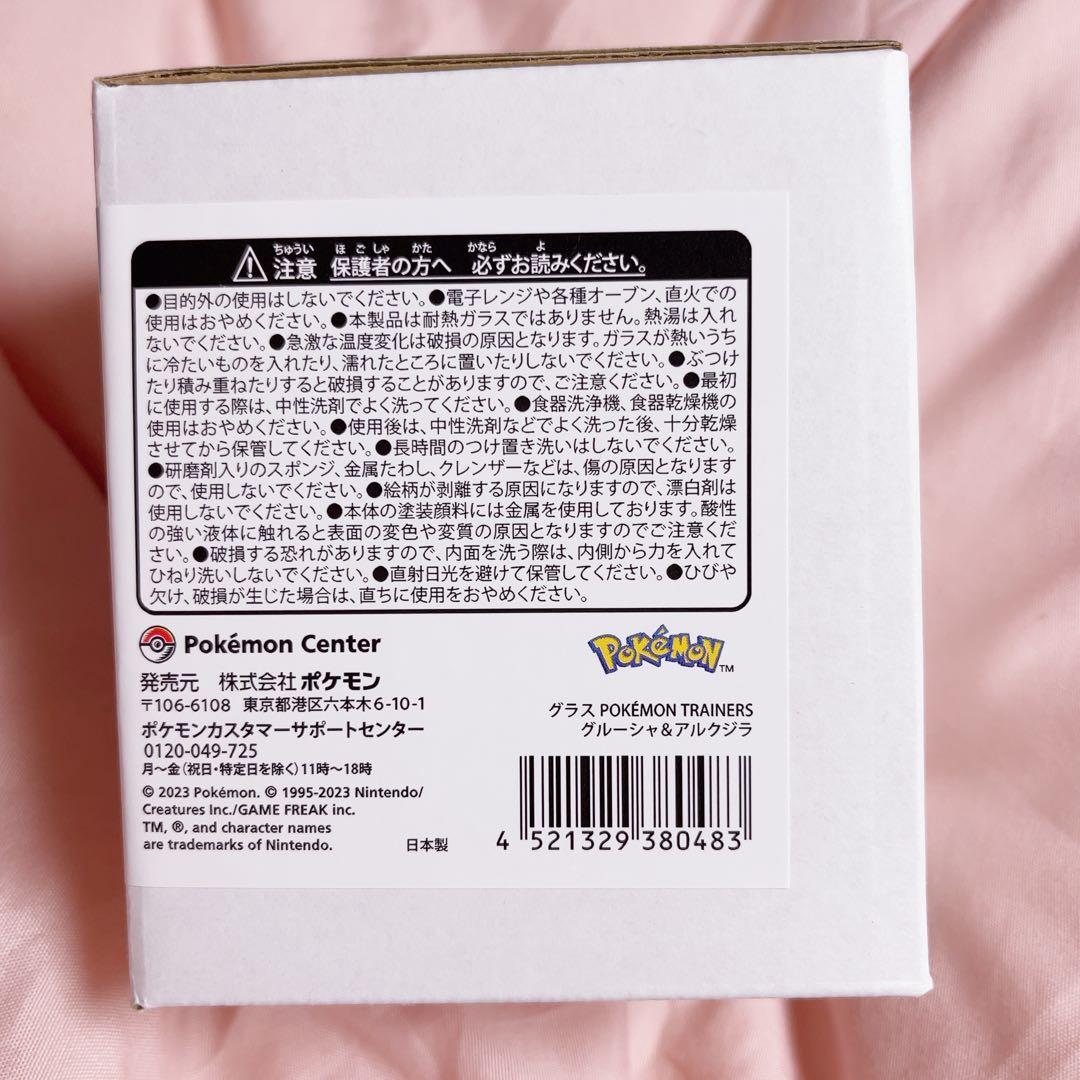 ちゅうい ほごしゃ かた かなら よ
注意 保護者の方へ 必ずお読みください。
●目的外の使用はしないでください。●電子レンジや各種オーブン、直火での
使用はおやめください。●本製品は耐熱ガラスではありません。熱湯は入れ
ないでください。●急激な温度変化は破損の原因となります。ガラスが熱いうち
に冷たいものを入れたり、濡れたところに置いたりしないでください。●ぶつけ
たり積み重ねたりすると破損することがありますので、ご注意ください。●最初
に使用する際は、中性洗剤でよく洗ってください。●食器洗浄機、食器乾燥機の
使用はおやめください。●使用後は、中性洗剤などでよく洗った後、十分乾燥
させてから保管してください。●長時間のつけ置き洗いはしないでください。
●研磨剤入りのスポンジ、金属たわし、クレンザーなどは、傷の原因となります
ので、使用しないでください。●絵柄が剥離する原因になりますので、漂白剤は
使用しないでください。●本体の塗装顔料には金属を使用しております。酸性
の強い液体に触れると表面の変色や変質の原因となりますのでご注意くだ
さい。●破損する恐れがありますので、内面を洗う際は、内側から力を入れて
ひねり洗いしないでください。●直射日光を避けて保管してください。●ひびや
欠け、破損が生じた場合は、直ちに使用をおやめください。
Pokémon Center
POKÉMON TM
発売元 株式会社ポケモン
〒106-6108 東京都港区六本木6-10-1
ポケモンカスタマーサポートセンター
0120-049-725
月～金（祝日・特定日を除く）11時～18時
© 2023 Pokémon. © 1995-2023 Nintendo/
Creatures Inc./GAME FREAK inc.
TM, ®, and character names
are trademarks of Nintendo.
日本製
グラス POKÉMON TRAINERS
グルーシャ＆アルクジラ
4 521329 380483